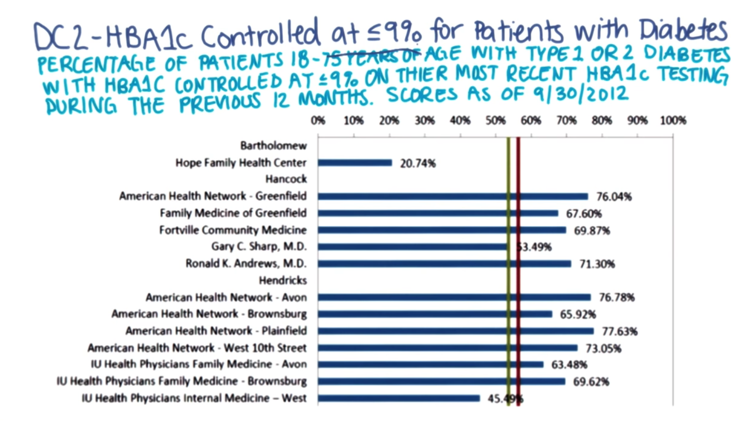 DC2-HBA1c Controlled at ≤9% for Patients with Diabetes
PERCENTAGE OF PATIENTS 18-75 YEARS OF AGE WITH TYPE 1 OR 2 DIABETES
WITH HBA1C CONTROLLED AT ≤9% ON THIER MOST RECENT HBA1c TESTING
DURING THE PREVIOUS 12 MONTHS. SCORES AS OF 9/30/2012
0% 10% 20% 30% 40% 50% 60% 70% 80% 90% 100%
Bartholomew
Hope Family Health Center 20.74%
Hancock
American Health Network - Greenfield 76.04%
Family Medicine of Greenfield 67.60%
Fortville Community Medicine 69.87%
Gary C. Sharp, M.D. 53.49%
Ronald K. Andrews, M.D. 71.30%
Hendricks
American Health Network - Avon 76.78%
American Health Network - Brownsburg 65.92%
American Health Network - Plainfield 77.63%
American Health Network - West 10th Street 73.05%
IU Health Physicians Family Medicine - Avon 63.48%
IU Health Physicians Family Medicine - Brownsburg 69.62%
IU Health Physicians Internal Medicine – West 45.49%